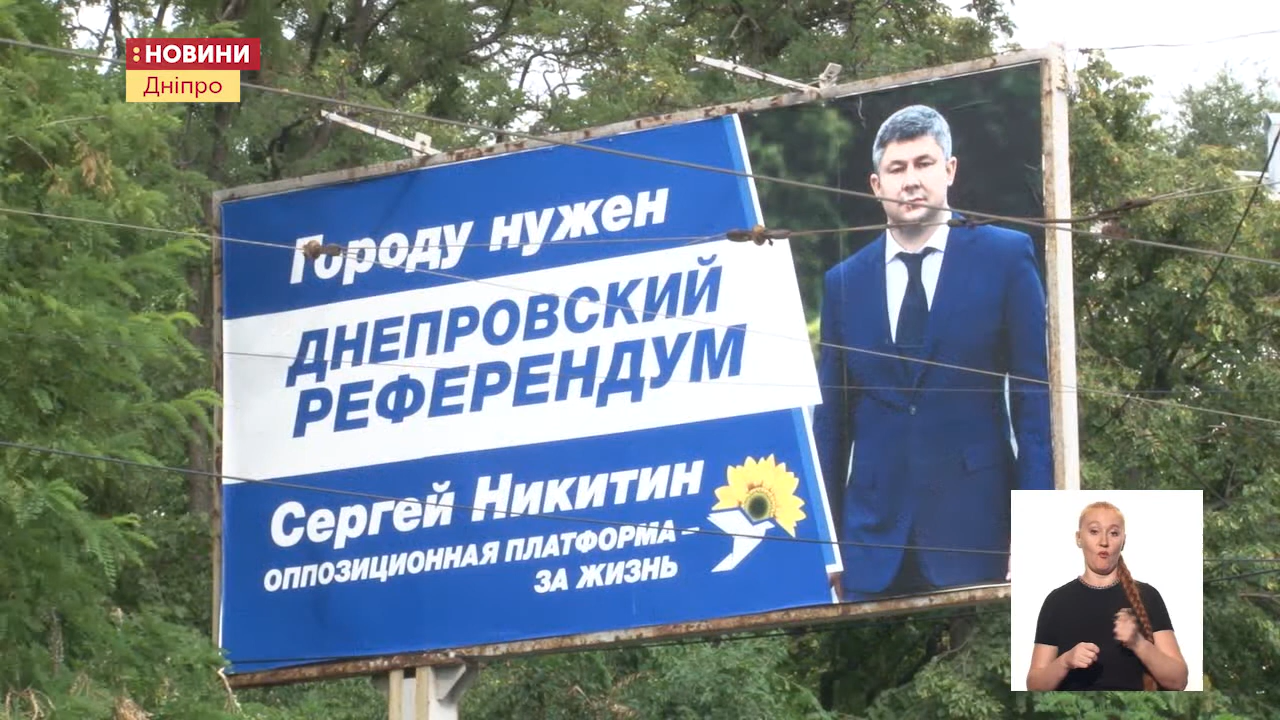 :НОВИНИ
Дніпро
Городу нужен
ДНЕПРОВСКИЙ
РЕФЕРЕНДУМ
Сергей Никитин
ОППОЗИЦИОННАЯ ПЛАТФОРМА –
ЗА ЖИЗНЬ